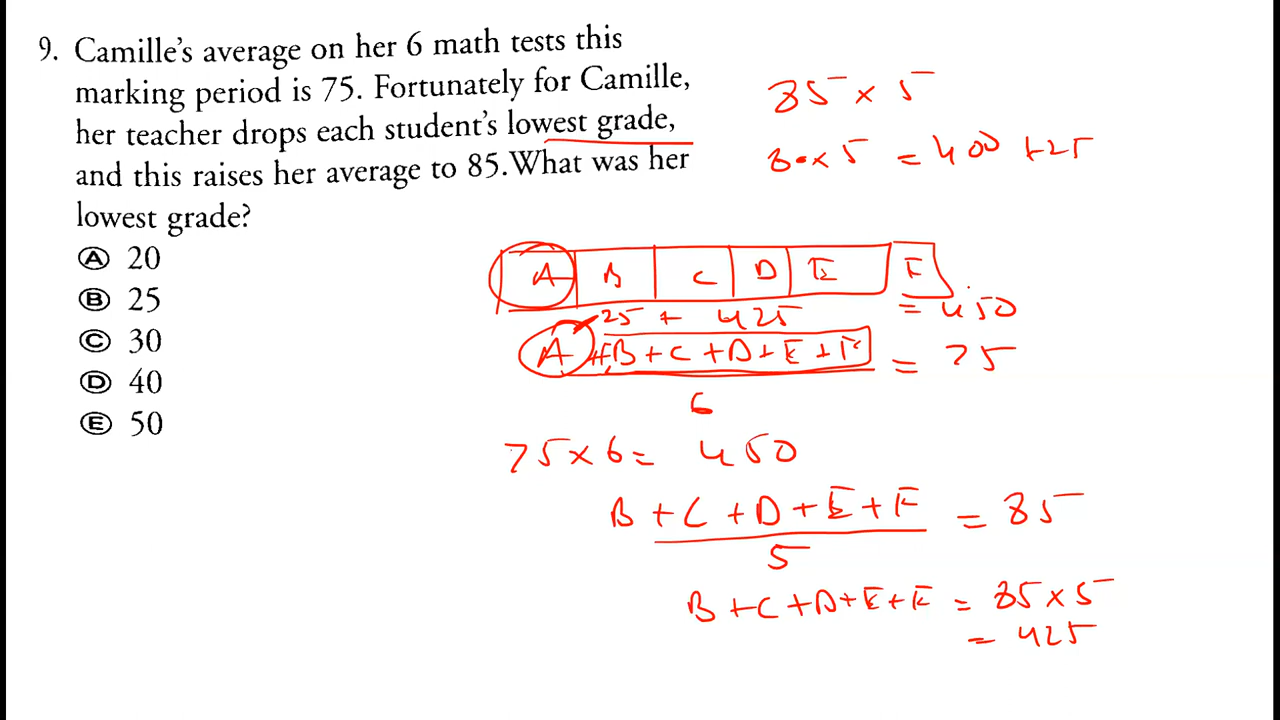 9. Camille's average on her 6 math tests this
marking period is 75. Fortunately for Camille,
her teacher drops each student's lowest grade,
and this raises her average to 85.What was her
lowest grade?
Ⓐ 20
Ⓑ 25
Ⓒ 30
Ⓓ 40
Ⓔ 50
85 × 5
80 × 5 = 400 +25
A B C D E F
= 450
25 + 425
A + B + C + D + E + F = 75
6
75 × 6 = 450
B + C + D + E + F = 85
5
B + C + D + E + F = 85 × 5
= 425